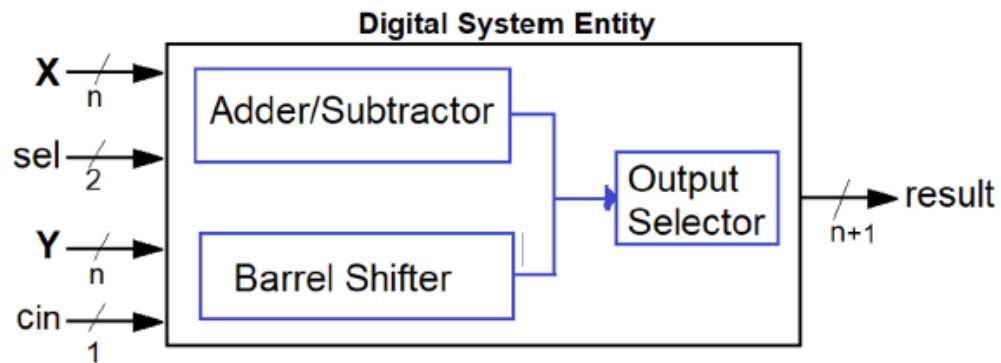 Digital System Entity
X
n
sel
2
Y
n
cin
1
Adder/Subtractor
Barrel Shifter
Output
Selector
n+1
result